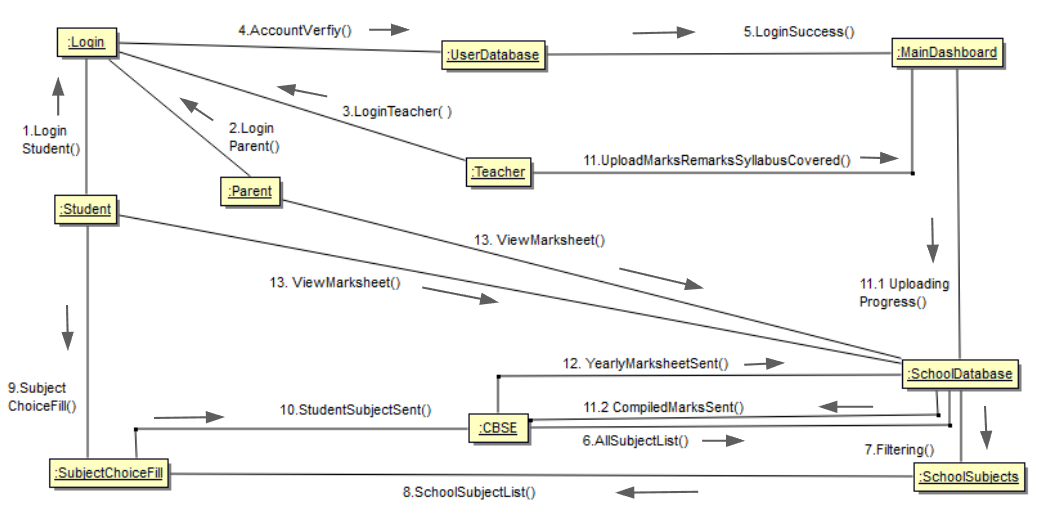 4.AccountVerfiy()
5.LoginSuccess()
:Login
:UserDatabase
:MainDashboard
3.LoginTeacher( )
1.Login
Student()
2.Login
Parent()
11.UploadMarksRemarksSyllabusCovered()
:Teacher
:Parent
:Student
13. ViewMarksheet()
13. ViewMarksheet()
11.1 Uploading
Progress()
12. YearlyMarksheetSent()
:SchoolDatabase
9.Subject
ChoiceFill()
10.StudentSubjectSent()
11.2 CompiledMarksSent()
:CBSE
6.AllSubjectList()
7.Filtering()
:SubjectChoiceFill
:SchoolSubjects
8.SchoolSubjectList()